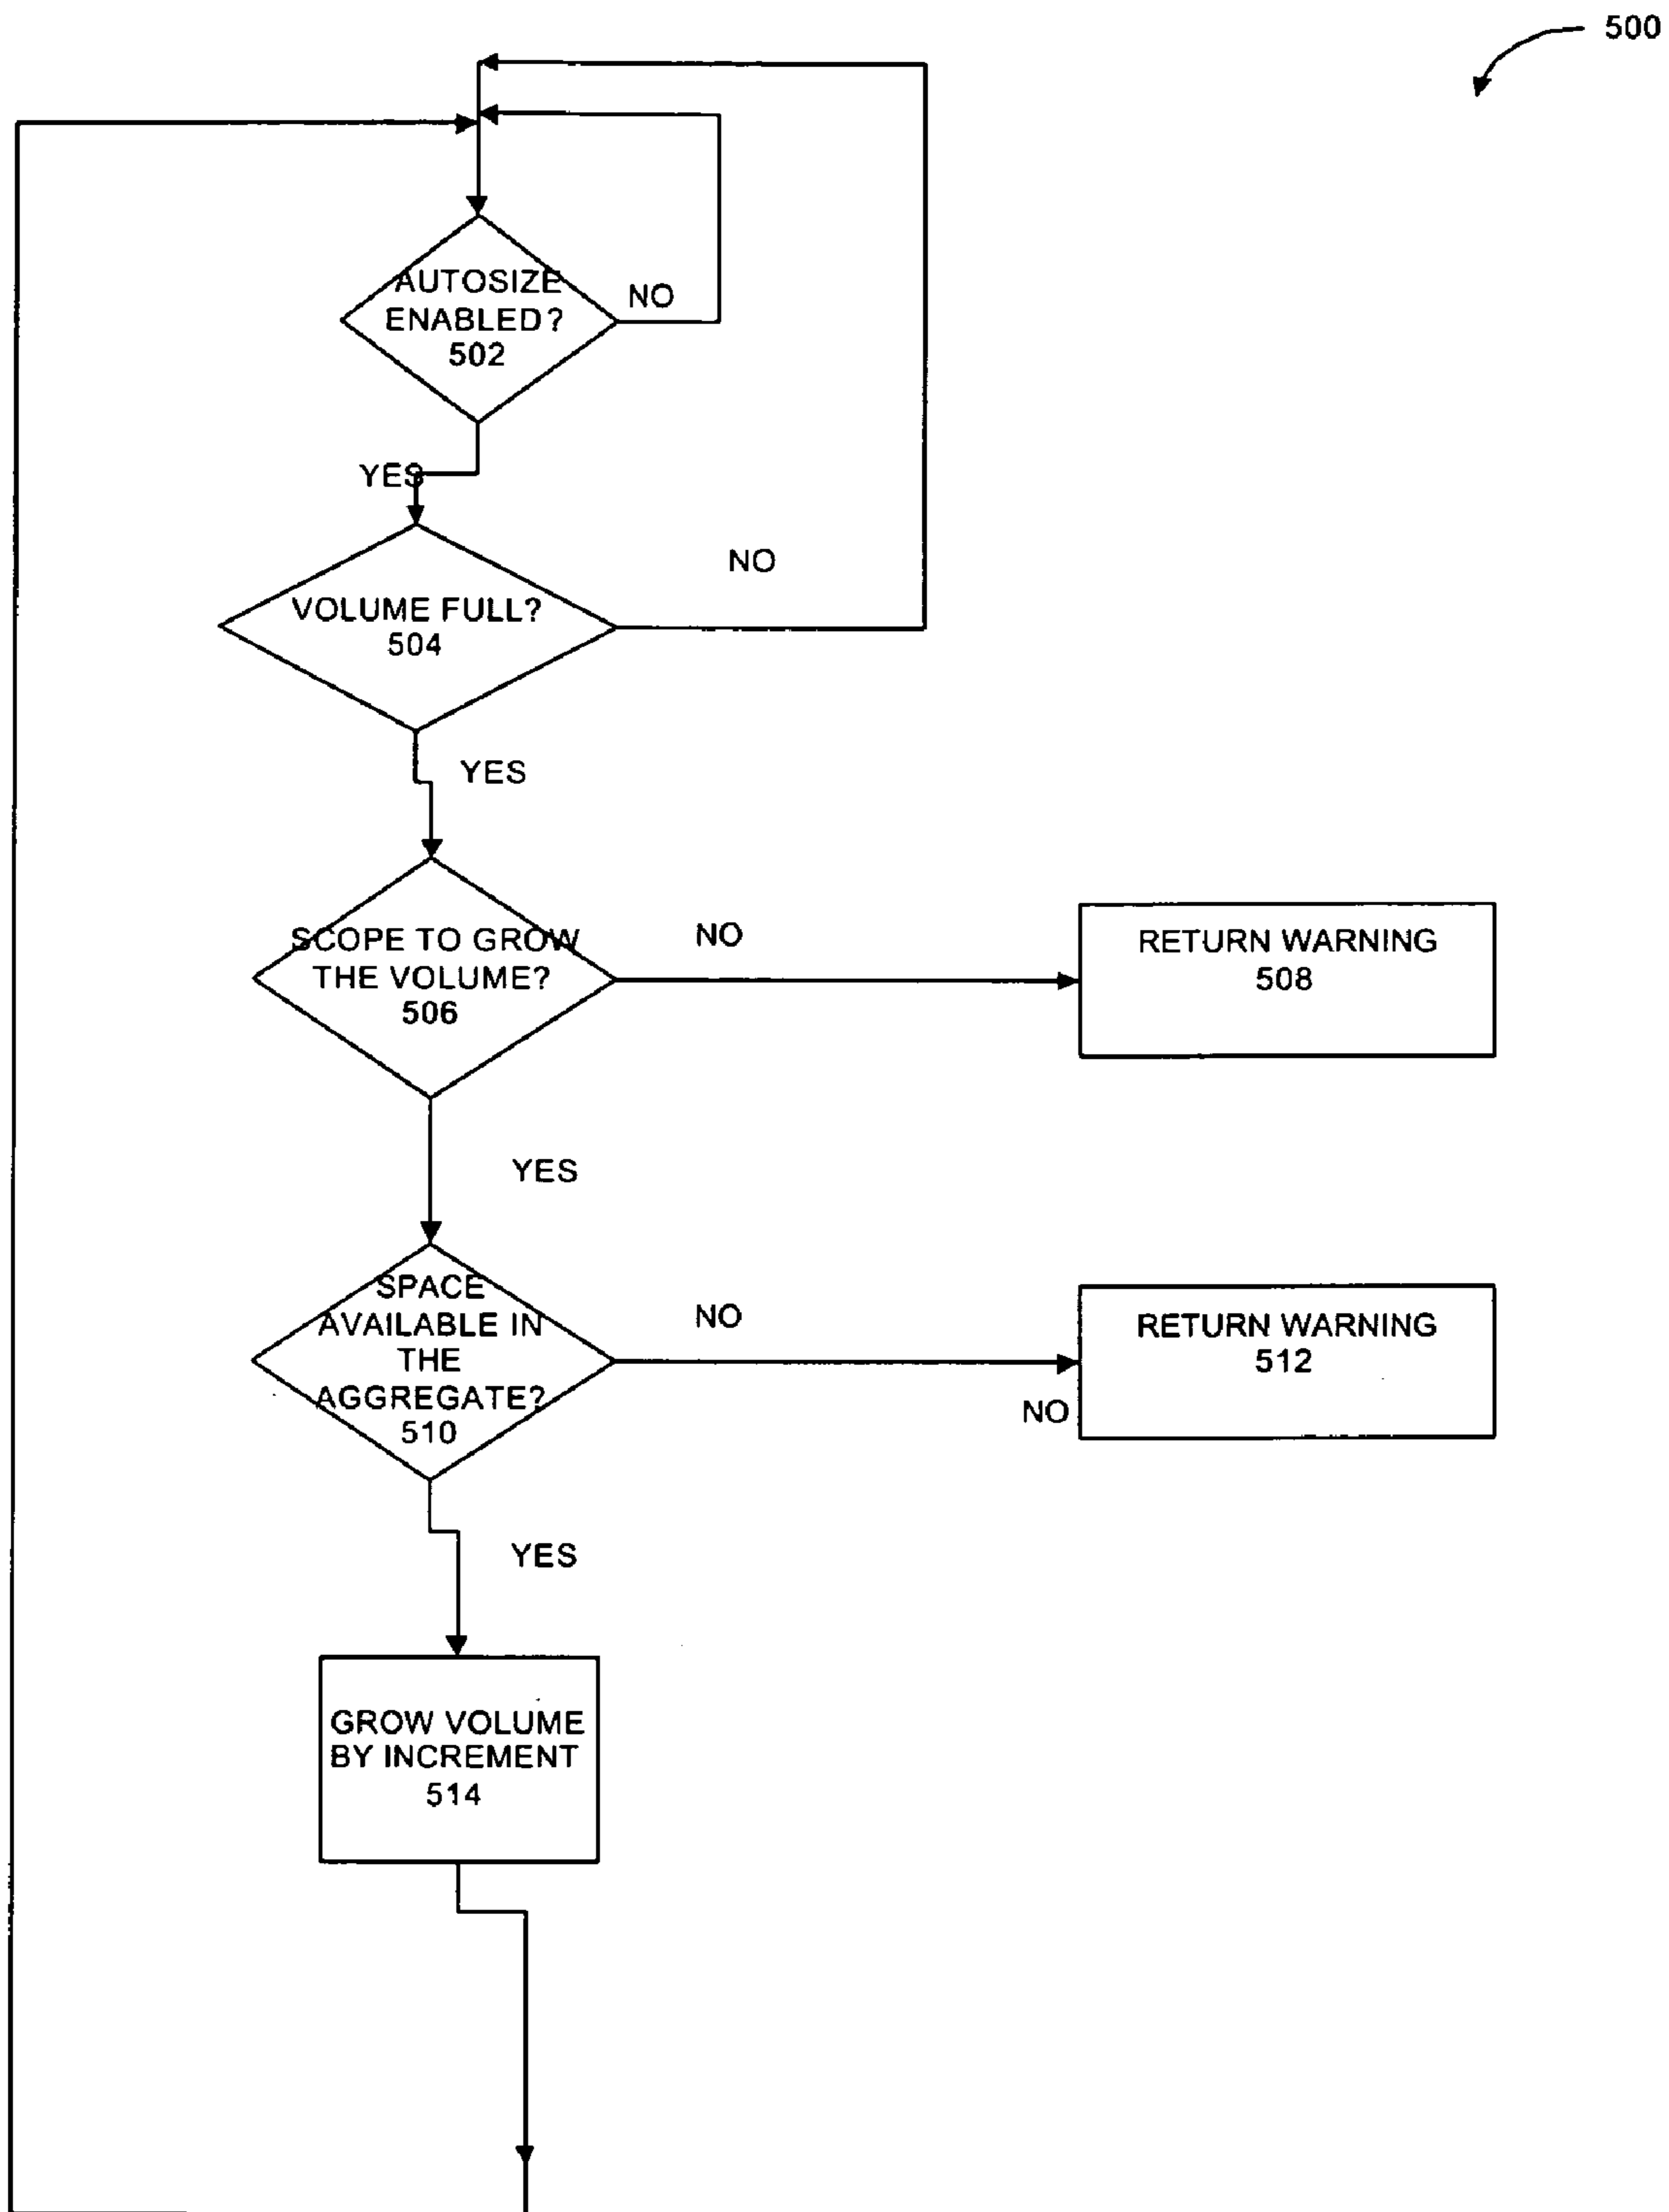 500
AUTOSIZE
ENABLED?
502
NO
YES
VOLUME FULL?
504
NO
YES
SCOPE TO GROW
THE VOLUME?
506
NO
RETURN WARNING
508
YES
SPACE
AVAILABLE IN
THE
AGGREGATE?
510
NO
RETURN WARNING
512
NO
YES
GROW VOLUME
BY INCREMENT
514